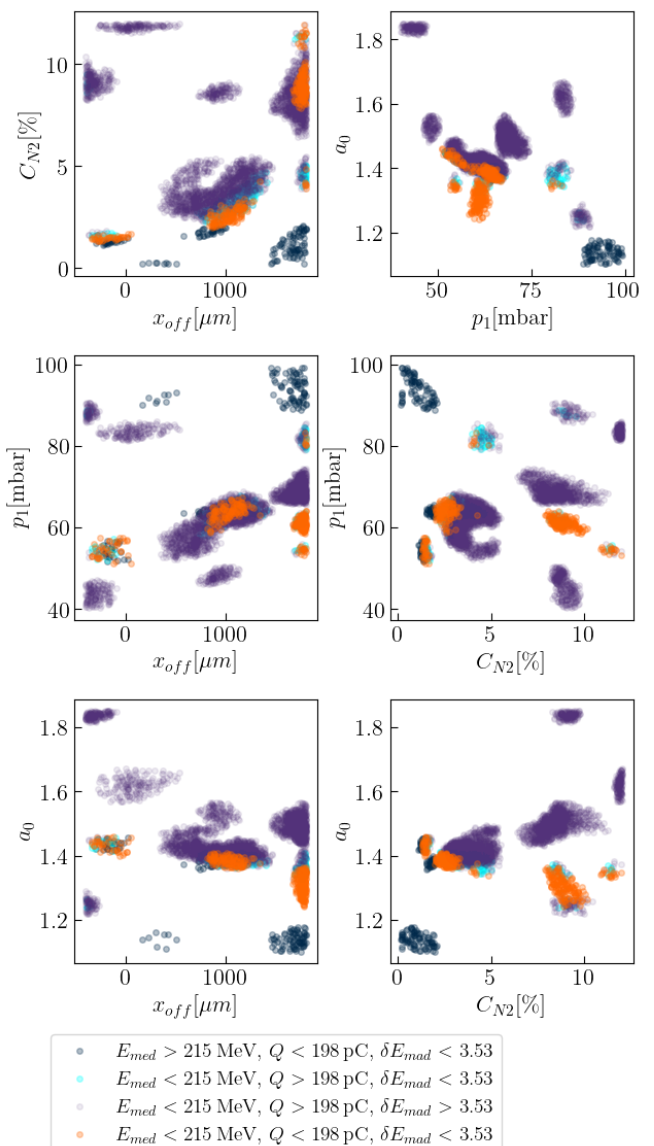 10
5
0
C_{N2}[%]
0
1000
x_{off}[μm]
1.8
1.6
1.4
1.2
a_0
50
75
100
p_1[mbar]
100
80
60
40
p_1[mbar]
0
1000
x_{off}[μm]
100
80
60
40
p_1[mbar]
0
5
10
C_{N2}[%]
1.8
1.6
1.4
1.2
a_0
0
1000
x_{off}[μm]
1.8
1.6
1.4
1.2
a_0
0
5
10
C_{N2}[%]
E_{med} > 215 MeV, Q < 198 pC, δE_{mad} < 3.53
E_{med} < 215 MeV, Q > 198 pC, δE_{mad} < 3.53
E_{med} < 215 MeV, Q > 198 pC, δE_{mad} > 3.53
E_{med} < 215 MeV, Q < 198 pC, δE_{mad} < 3.53